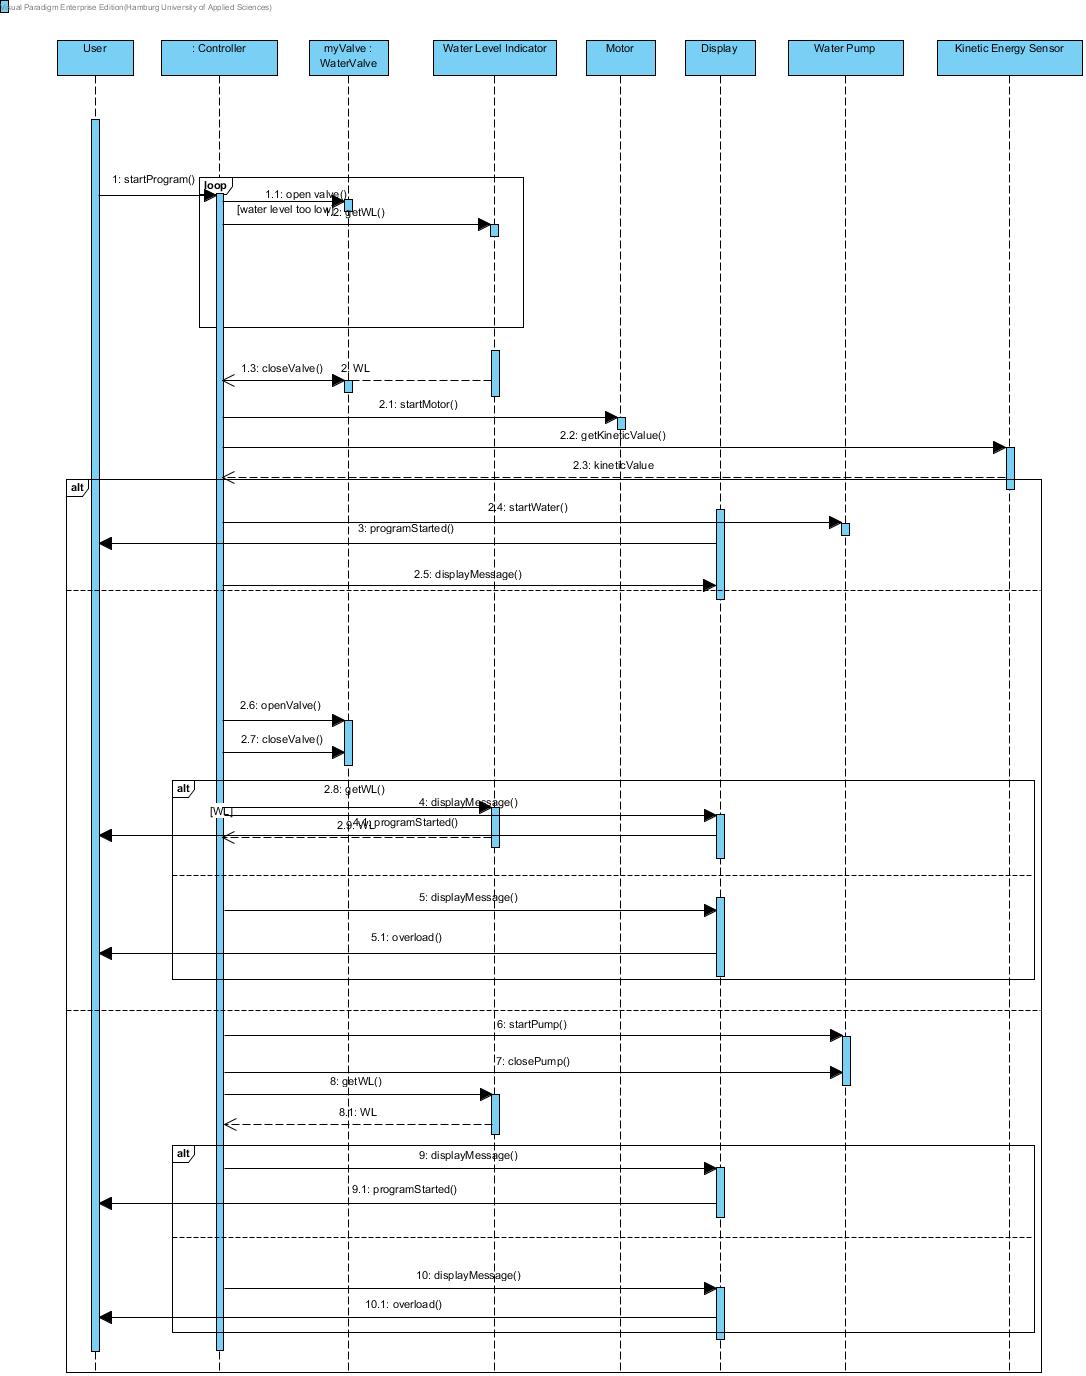 Visual Paradigm Enterprise Edition(Hamburg University of Applied Sciences)
User
: Controller
myValve :
WaterValve
Water Level Indicator
Motor
Display
Water Pump
Kinetic Energy Sensor
1: startProgram()
loop
1.1: open valve()
[water level too low]
1.2: getWL()
1.3: closeValve()
2: WL
2.1: startMotor()
2.2: getKineticValue()
2.3: kineticValue
alt
2.4: startWater()
3: programStarted()
2.5: displayMessage()
2.6: openValve()
2.7: closeValve()
alt
2.8: getWL()
[WL]
4: displayMessage()
4.1: programStarted()
2.9: WL
5: displayMessage()
5.1: overload()
6: startPump()
7: closePump()
8: getWL()
8.1: WL
alt
9: displayMessage()
9.1: programStarted()
10: displayMessage()
10.1: overload()